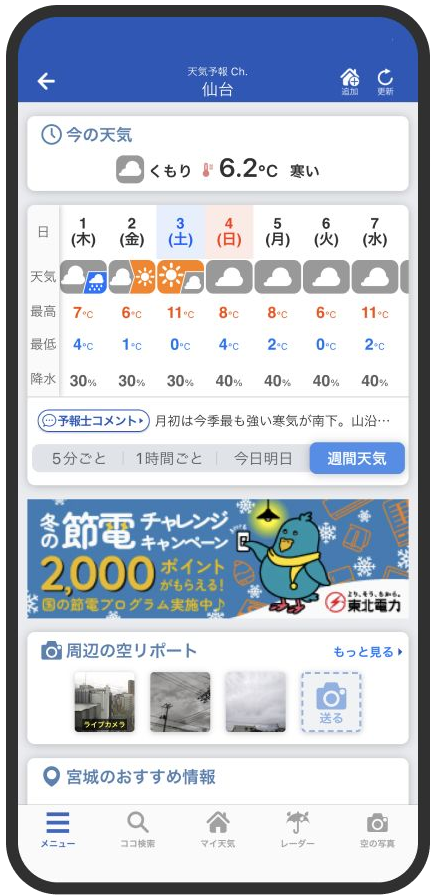 天気予報 Ch.
仙台
追加
更新
今の天気
くもり 6.2℃ 寒い
日 1 2 3 4 5 6 7
(木) (金) (土) (日) (月) (火) (水)
天気
最高 7℃ 6℃ 11℃ 8℃ 8℃ 6℃ 11℃
最低 4℃ 1℃ 0℃ 4℃ 2℃ 0℃ 2℃
降水 30% 30% 30% 40% 40% 40% 40%
予報士コメント 月初は今季最も強い寒気が南下。山沿…
5分ごと 1時間ごと 今日明日 週間天気
冬の節電チャレンジ
キャンペーン
2,000ポイント
がもらえる!
国の節電プログラム実施中♪
より、そう、ちから。
東北電力
周辺の空リポート もっと見る
ライブカメラ
送る
宮城のおすすめ情報
メニュー ココ検索 マイ天気 レーダー 空の写真